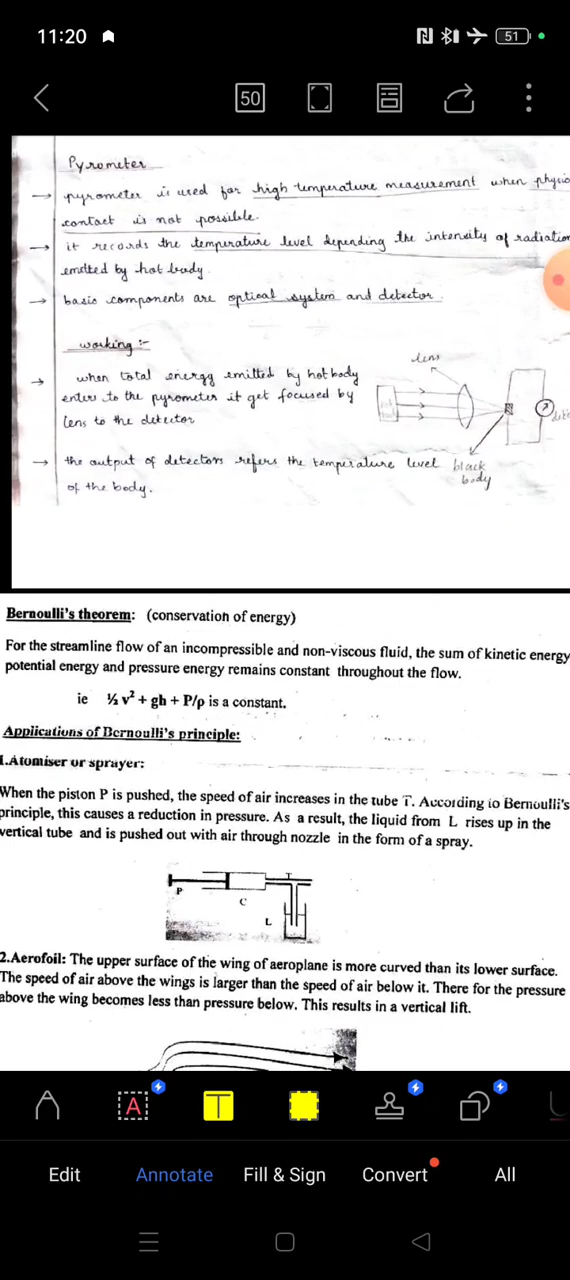 11:20
51
50
Pyrometer
→ pyrometer is used for high temperature measurement when physic
contact is not possible.
→ it records the temperature level depending the intensity of radiation
emitted by hot body.
→ basic components are optical system and detector.
working :-
lens
→ when total energy emitted by hot body
enters to the pyrometer it get focused by
lens to the detector
→ the output of detectors refers the temperature level
of the body.
black
body
Bernoulli's theorem: (conservation of energy)
For the streamline flow of an incompressible and non-viscous fluid, the sum of kinetic energy
potential energy and pressure energy remains constant throughout the flow.
ie ½ v² + gh + P/ρ is a constant.
Applications of Bernoulli's principle:
1.Atomiser or sprayer:
When the piston P is pushed, the speed of air increases in the tube T. According to Bernoulli's
principle, this causes a reduction in pressure. As a result, the liquid from L rises up in the
vertical tube and is pushed out with air through nozzle in the form of a spray.
T
P
C
L
2.Aerofoil: The upper surface of the wing of aeroplane is more curved than its lower surface.
The speed of air above the wings is larger than the speed of air below it. There for the pressure
above the wing becomes less than pressure below. This results in a vertical lift.
A
T
Edit
Annotate
Fill & Sign
Convert
All